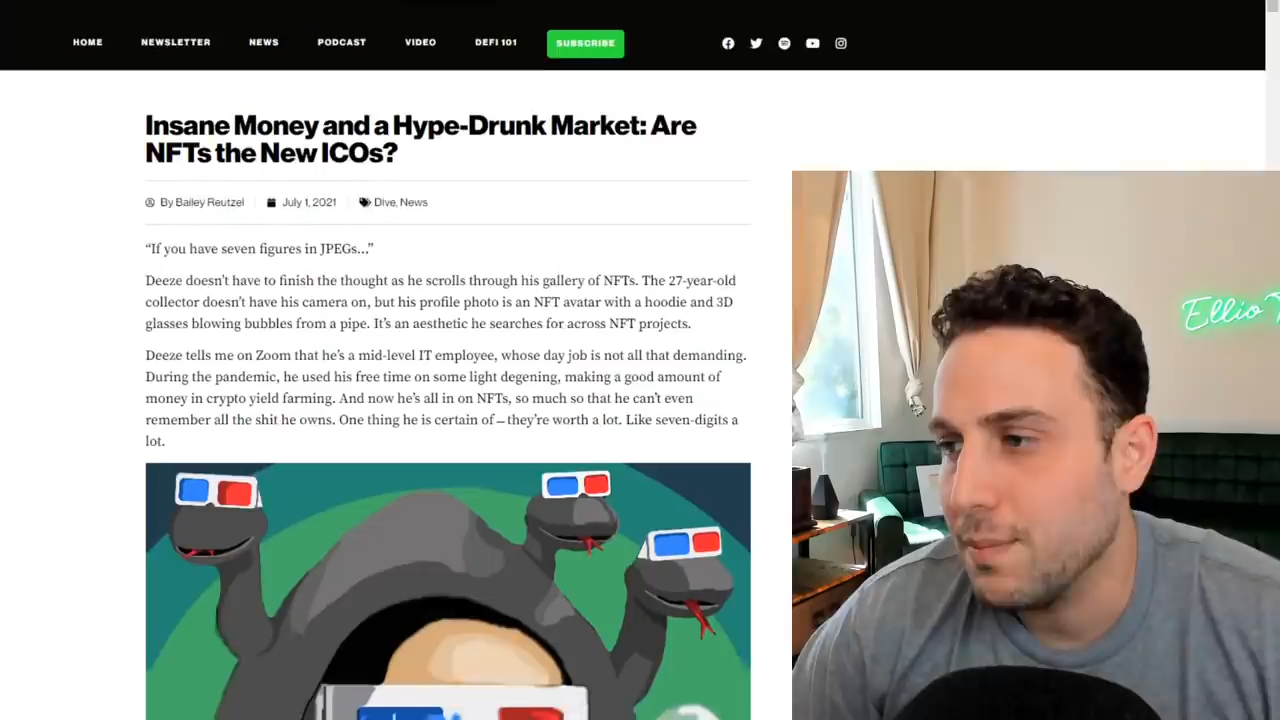 HOME NEWSLETTER NEWS PODCAST VIDEO DEFI 101 SUBSCRIBE
Insane Money and a Hype-Drunk Market: Are
NFTs the New ICOs?
By Bailey Reutzel July 1, 2021 Dive, News
“If you have seven figures in JPEGs...”
Deeze doesn’t have to finish the thought as he scrolls through his gallery of NFTs. The 27-year-old
collector doesn’t have his camera on, but his profile photo is an NFT avatar with a hoodie and 3D
glasses blowing bubbles from a pipe. It’s an aesthetic he searches for across NFT projects.
Deeze tells me on Zoom that he’s a mid-level IT employee, whose day job is not all that demanding.
During the pandemic, he used his free time on some light degening, making a good amount of
money in crypto yield farming. And now he’s all in on NFTs, so much so that he can’t even
remember all the shit he owns. One thing he is certain of – they’re worth a lot. Like seven-digits a
lot.
Ellio